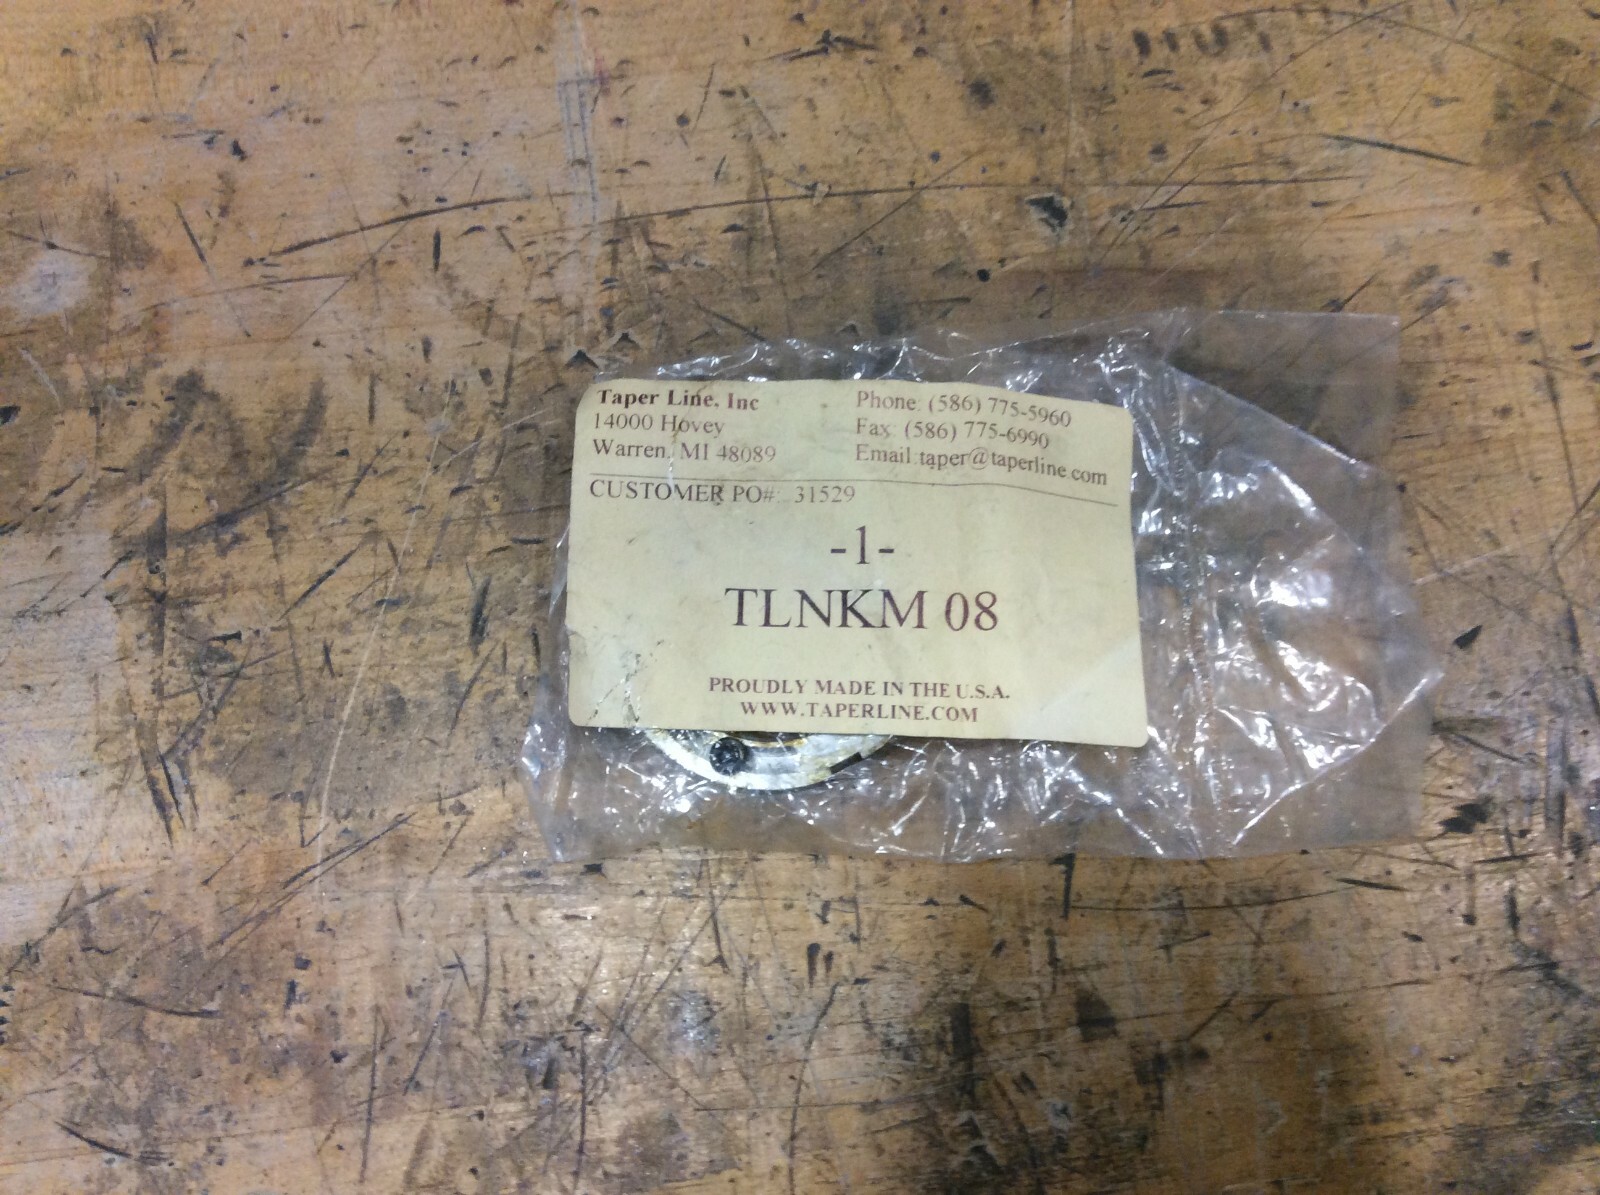 Taper Line, Inc
14000 Hovey
Warren, MI 48089
Phone: (586) 775-5960
Fax: (586) 775-6990
Email:taper@taperline.com
CUSTOMER PO#: 31529
-1-
TLNKM 08
PROUDLY MADE IN THE U.S.A.
WWW.TAPERLINE.COM